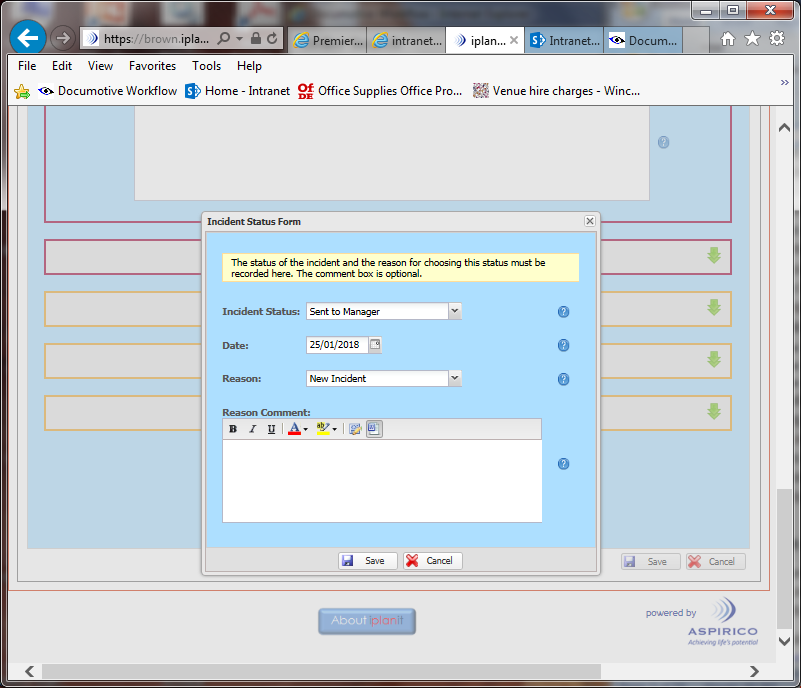 https://brown.ipla...
Premier...
intranet...
iplan...
Intranet...
Docum...
File Edit View Favorites Tools Help
Documotive Workflow
Home - Intranet
Office Supplies Office Pro...
Venue hire charges - Winc...
Incident Status Form
The status of the incident and the reason for choosing this status must be
recorded here. The comment box is optional.
Incident Status: Sent to Manager
Date: 25/01/2018
Reason: New Incident
Reason Comment:
B I U A ab
Save Cancel
Save Cancel
About iplanit
powered by
ASPIRICO
Achieving life's potential